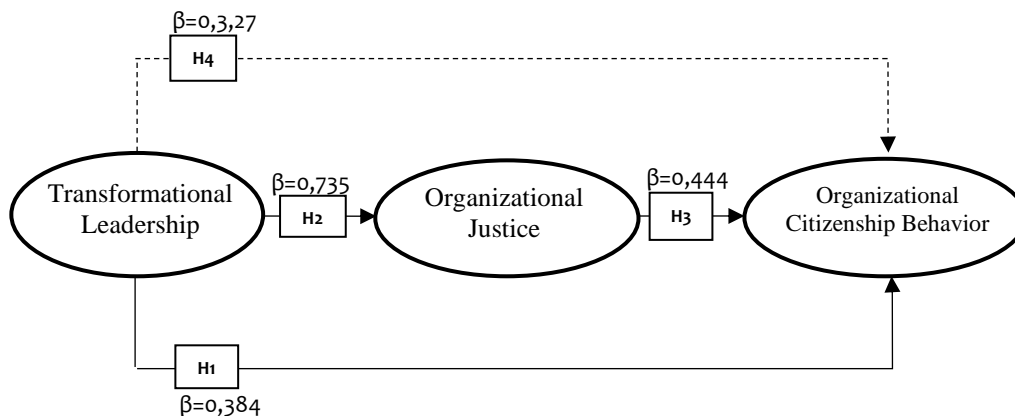 β=0,3,27
H4
Transformational
Leadership
β=0,735
H2
Organizational
Justice
β=0,444
H3
Organizational
Citizenship Behavior
H1
β=0,384